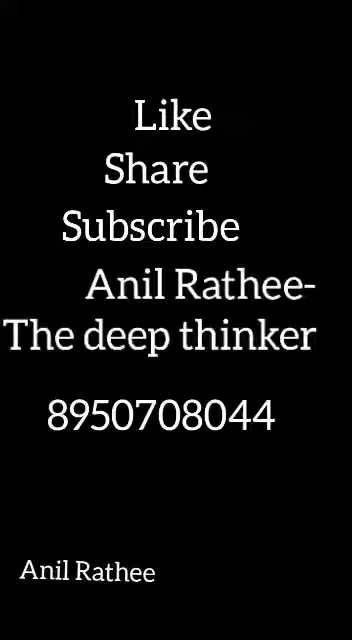 Like
Share
Subscribe
Anil Rathee-
The deep thinker
8950708044
Anil Rathee